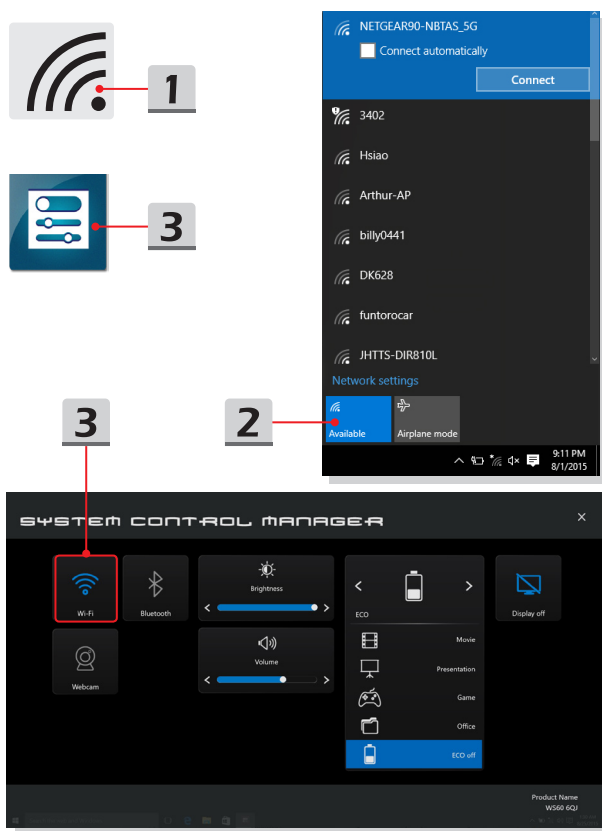 1
3
NETGEAR90-NBTAS_5G
Connect automatically
Connect
3402
Hsiao
Arthur-AP
billy0441
DK628
funtorocar
JHTTS-DIR810L
Network settings
Available
Airplane mode
9:11 PM
8/1/2015
2
3
SYSTEM CONTROL MANAGER
Wi-Fi
Bluetooth
Brightness
ECO
Display off
Webcam
Volume
Movie
Presentation
Game
Office
ECO off
Product Name
WS60 6QJ